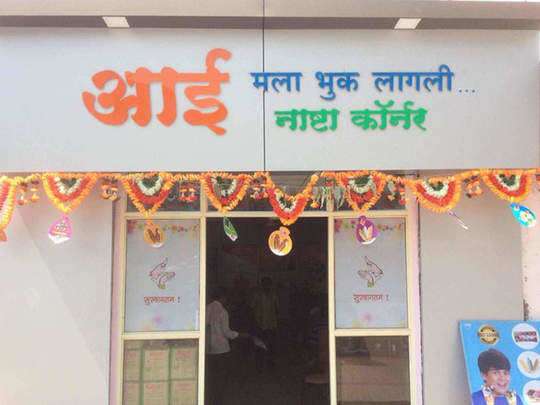 आई मला भुक लागली...
नाष्टा कॉर्नर
सुस्वागतम !
सुस्वागतम !